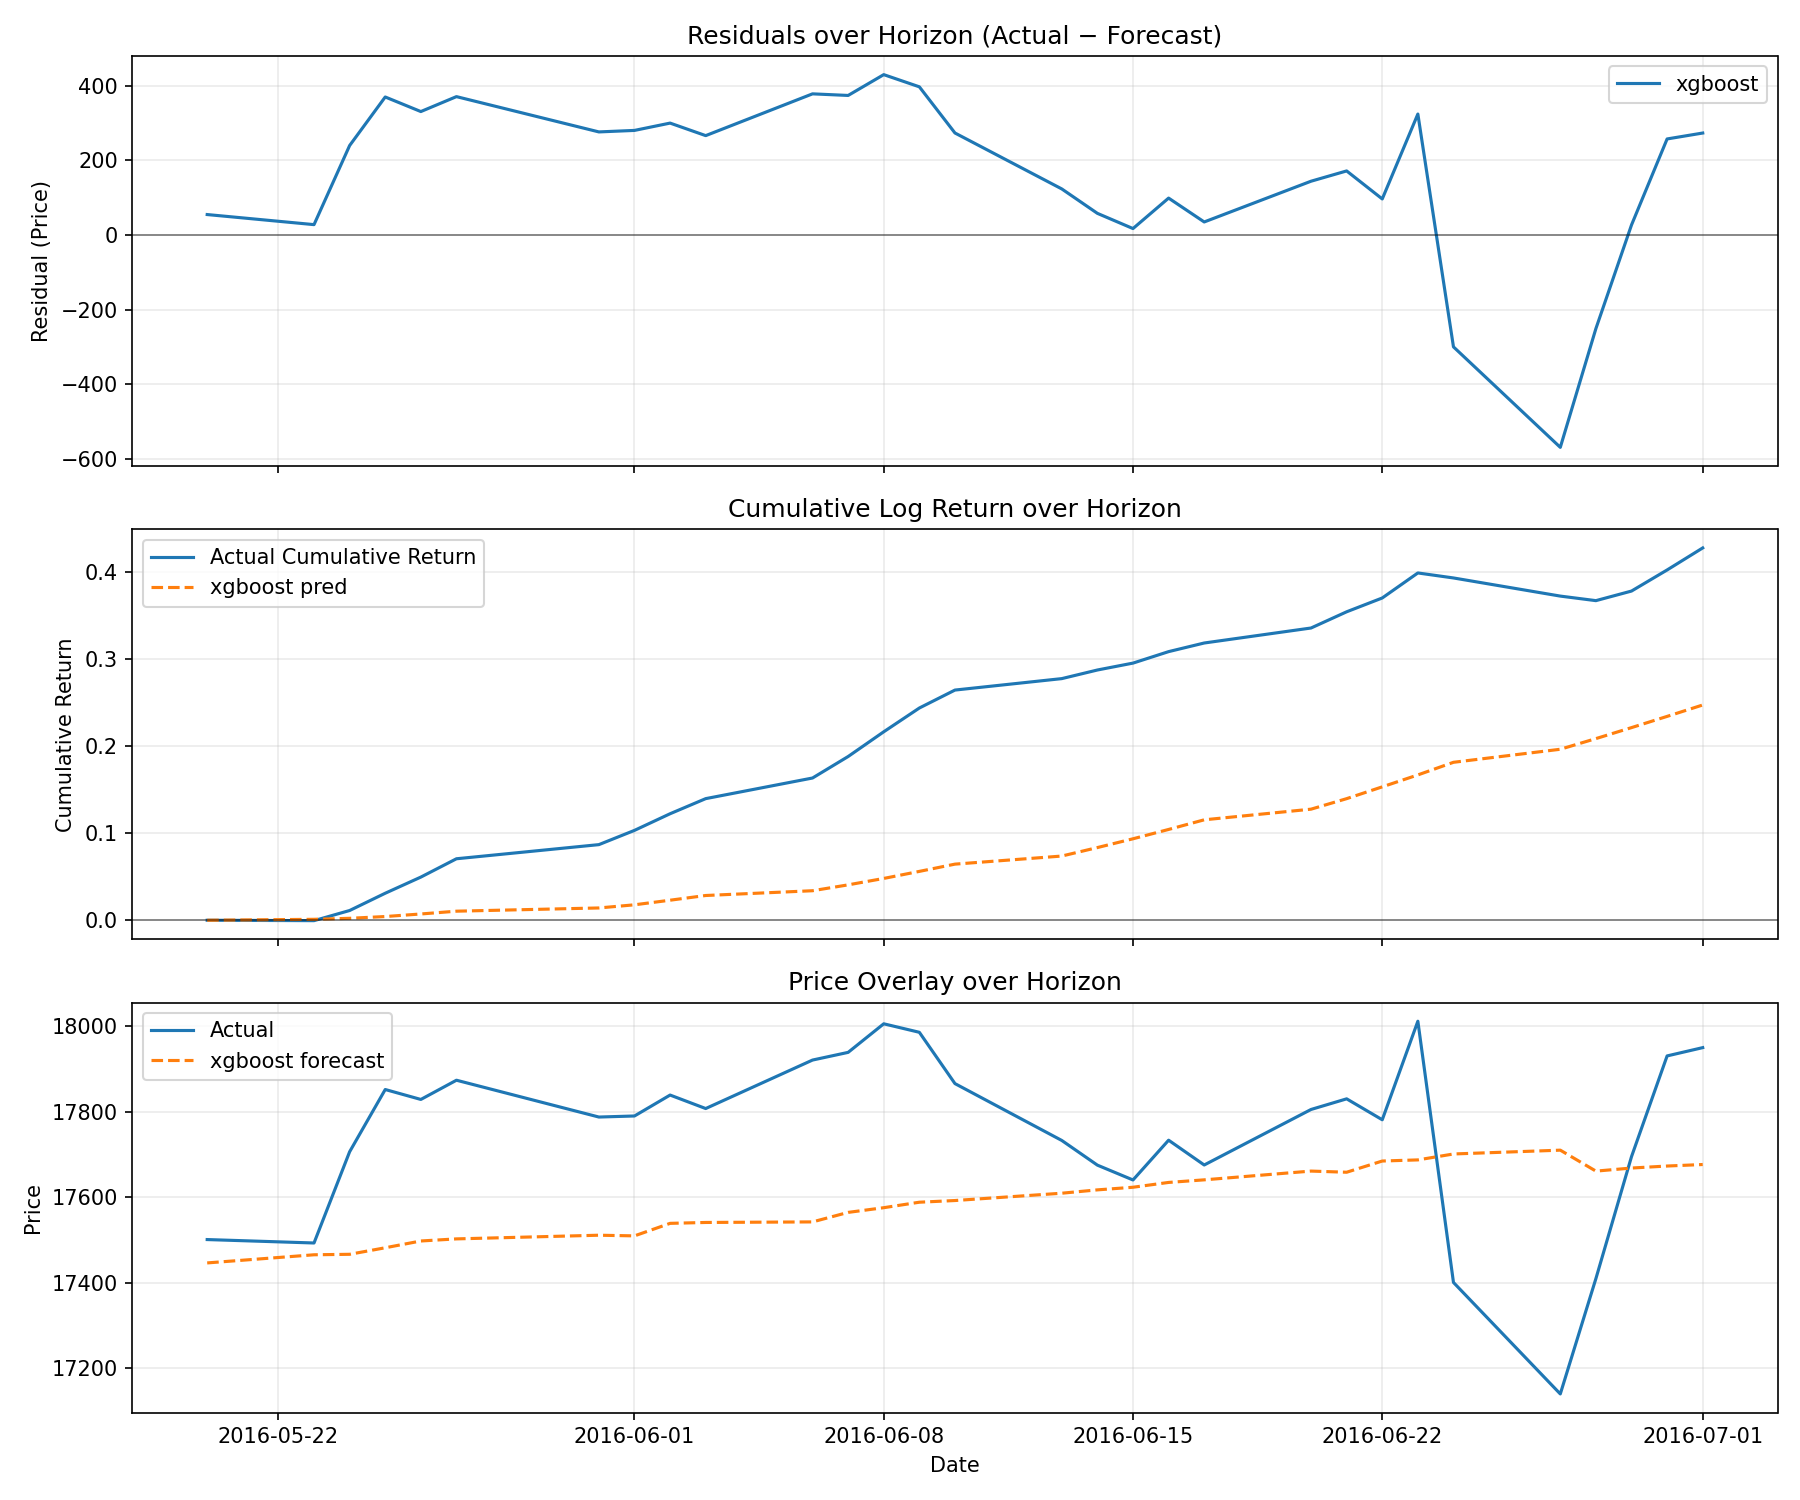 Residuals over Horizon (Actual − Forecast)
400
200
0
−200
−400
−600
Residual (Price)
xgboost
Cumulative Log Return over Horizon
0.4
0.3
0.2
0.1
0.0
Cumulative Return
Actual Cumulative Return
xgboost pred
Price Overlay over Horizon
18000
17800
17600
17400
17200
Price
Actual
xgboost forecast
2016-05-22
2016-06-01
2016-06-08
2016-06-15
2016-06-22
2016-07-01
Date